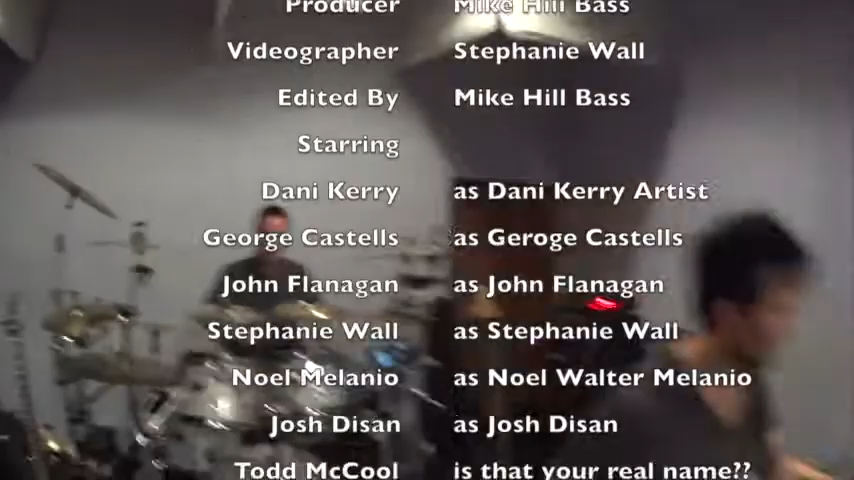 Producer Mike Hill Bass
Videographer Stephanie Wall
Edited By Mike Hill Bass
Starring
Dani Kerry as Dani Kerry Artist
George Castells as Geroge Castells
John Flanagan as John Flanagan
Stephanie Wall as Stephanie Wall
Noel Melanio as Noel Walter Melanio
Josh Disan as Josh Disan
Todd McCool is that your real name??